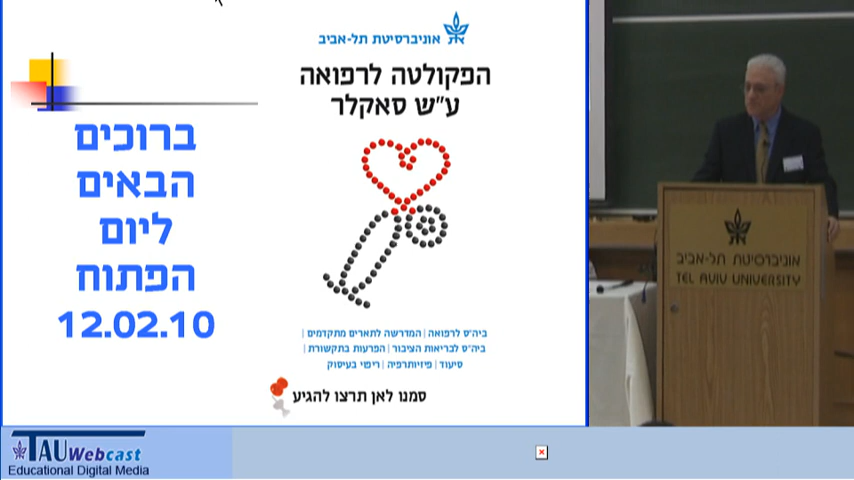 אוניברסיטת תל-אביב
הפקולטה לרפואה
ע"ש סאקלר
ברוכים
הבאים
ליום
הפתוח
12.02.10
ביה"ס לרפואה | המדרשה לתארים מתקדמים |
ביה"ס לבריאות הציבור | הפרעות בתקשורת |
סיעוד | פיזיותרפיה | ריפוי בעיסוק
סמנו לאן תרצו להגיע
אוניברסיטת תל-אביב
TEL AVIV UNIVERSITY
TAU Webcast
Educational Digital Media